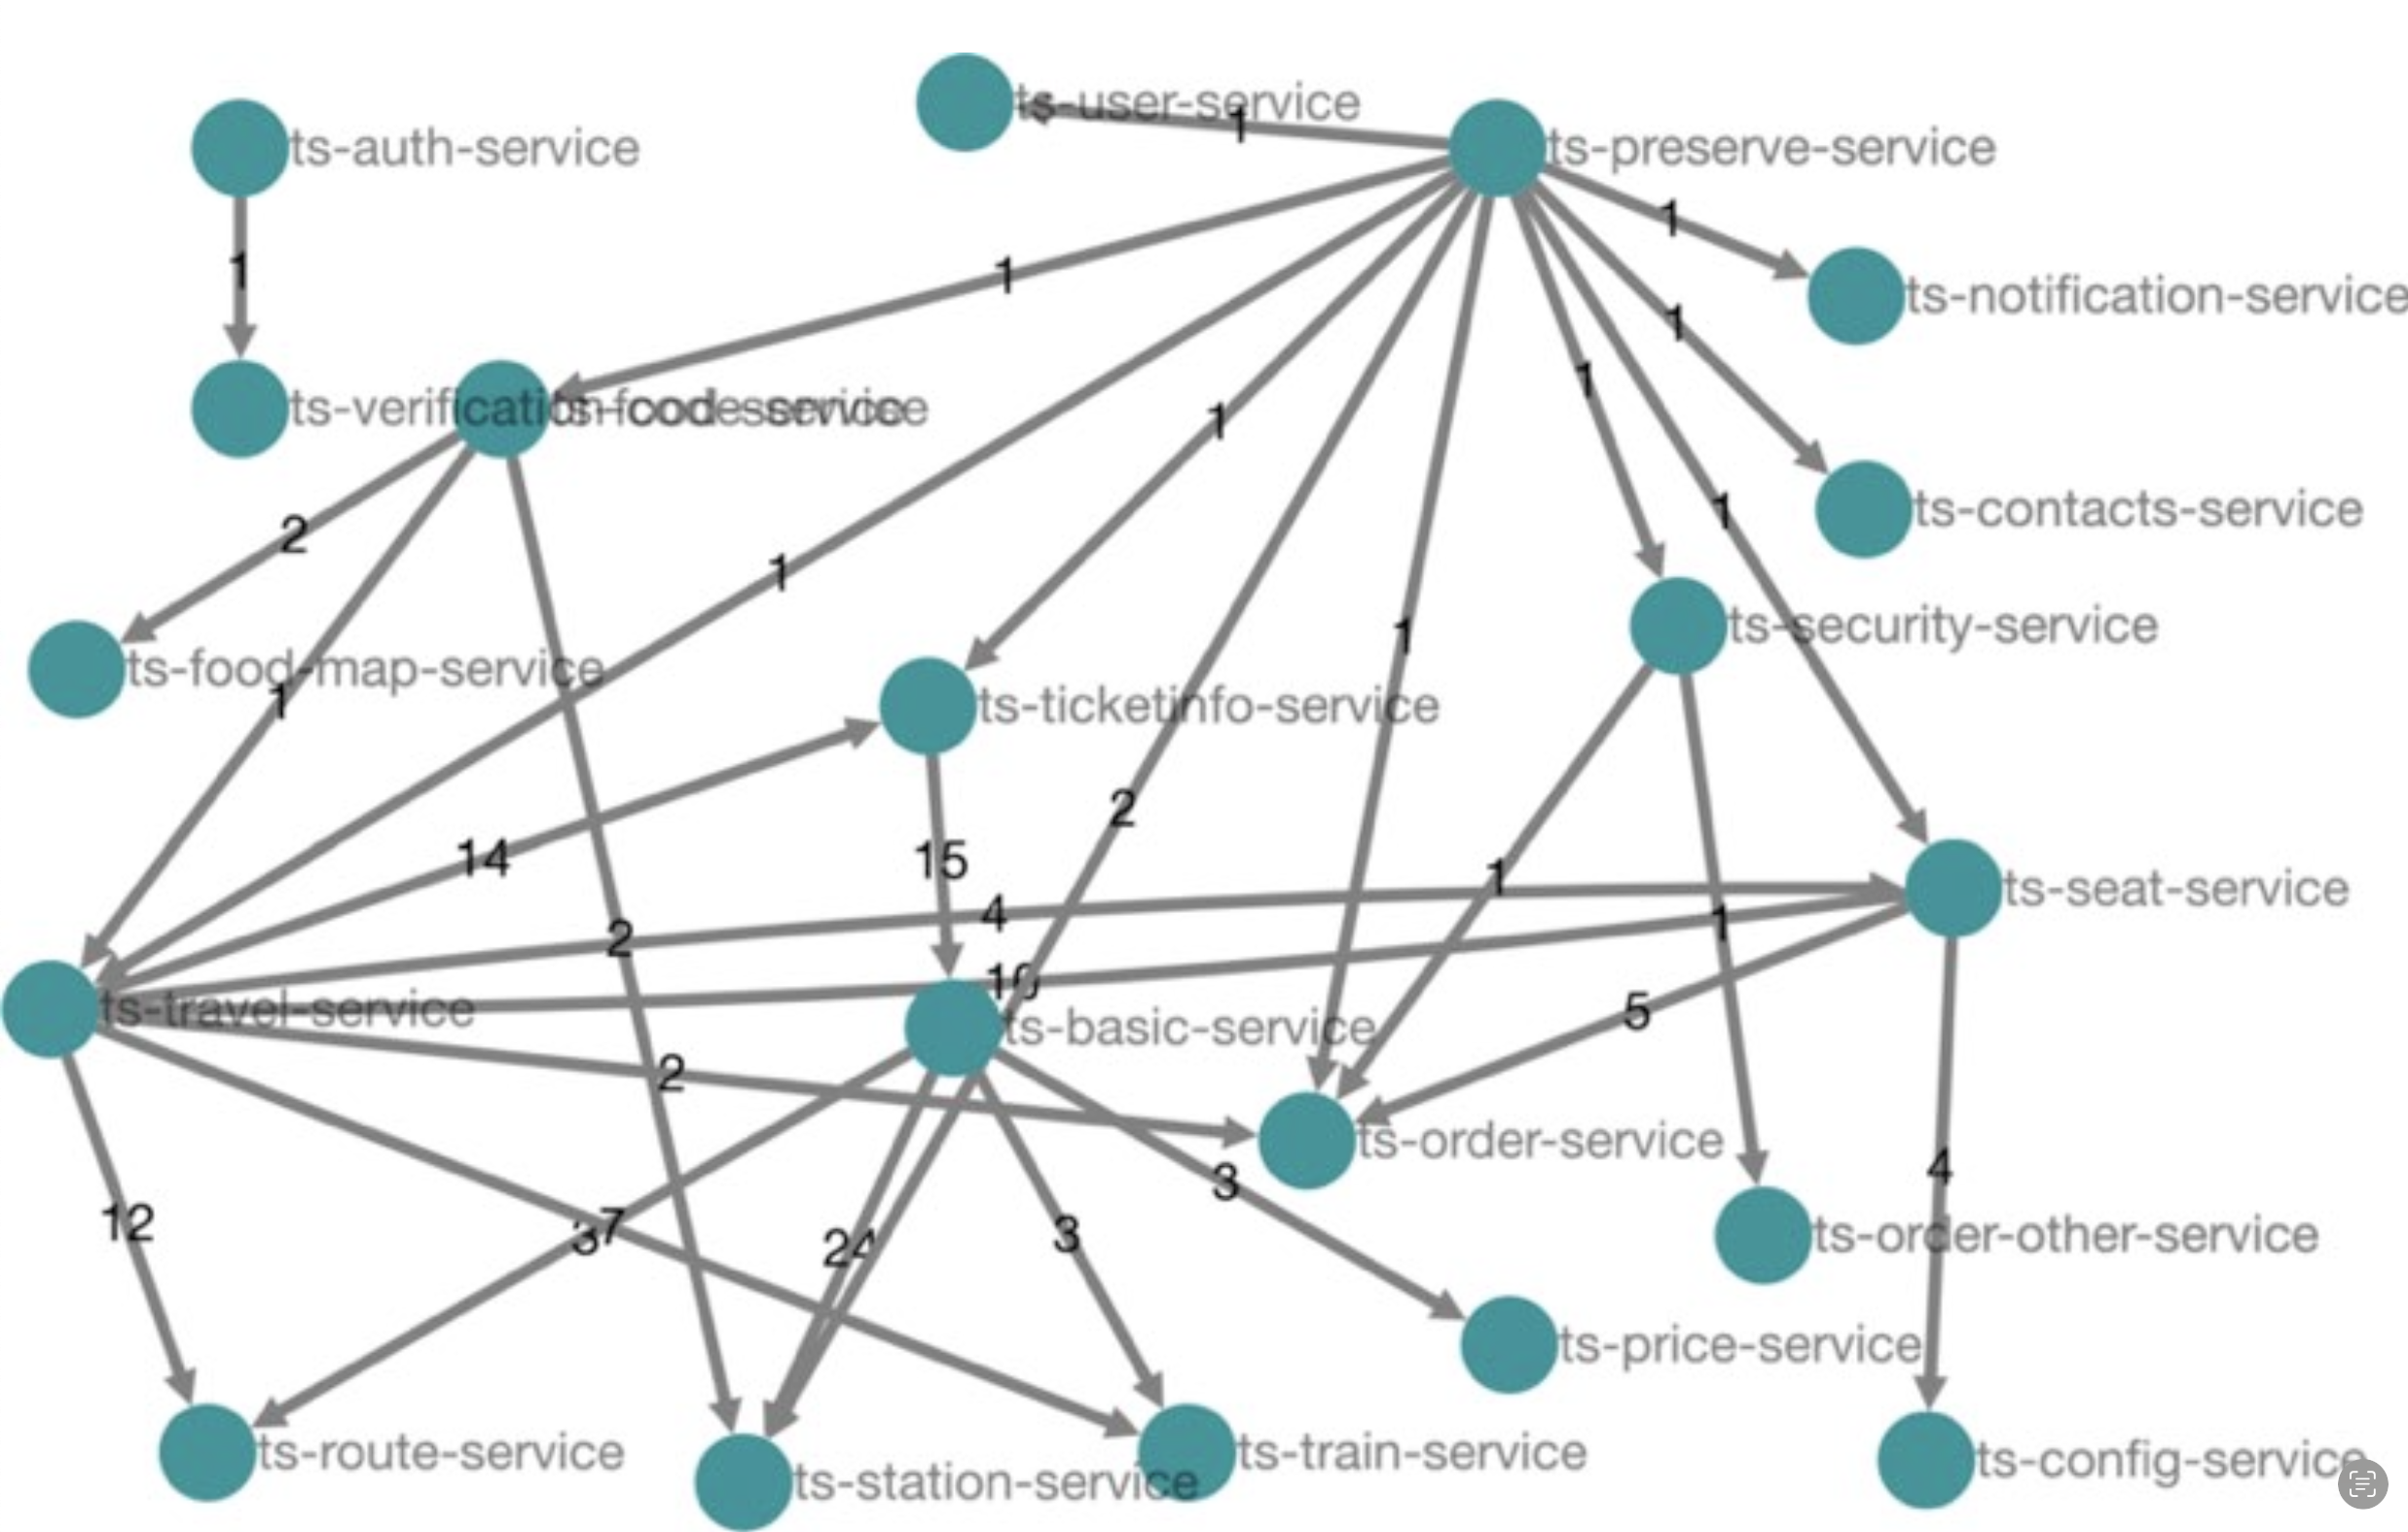 ts-user-service
1
ts-auth-service
ts-preserve-service
1
1
1
ts-notification-service
1
1
ts-verification-code-service
ts-food-service
1
1
ts-contacts-service
2
1
ts-security-service
1
ts-food-map-service
1
ts-ticketinfo-service
2
14
15
1
ts-seat-service
4
1
2
10
ts-travel-service
5
ts-basic-service
2
ts-order-service
4
3
12
37
24
3
ts-order-other-service
ts-price-service
ts-route-service
ts-station-service
ts-train-service
ts-config-service